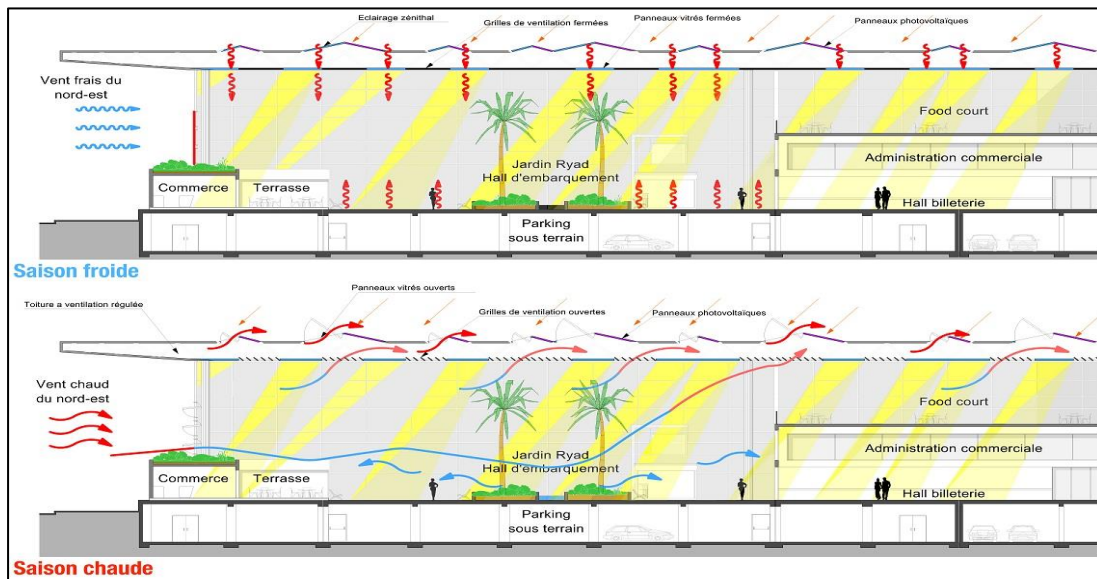 Eclairage zénithal
Grilles de ventilation fermées
Panneaux vitrés fermées
Panneaux photovoltaïques
Vent frais du
nord-est
Food court
Jardin Ryad
Hall d'embarquement
Administration commerciale
Commerce
Terrasse
Hall billeterie
Parking
sous terrain
Saison froide
Toiture a ventilation régulée
Panneaux vitrés ouverts
Grilles de ventilation ouvertes
Panneaux photovoltaïques
Vent chaud
du nord-est
Food court
Jardin Ryad
Hall d'embarquement
Administration commerciale
Commerce
Terrasse
Hall billeterie
Parking
sous terrain
Saison chaude